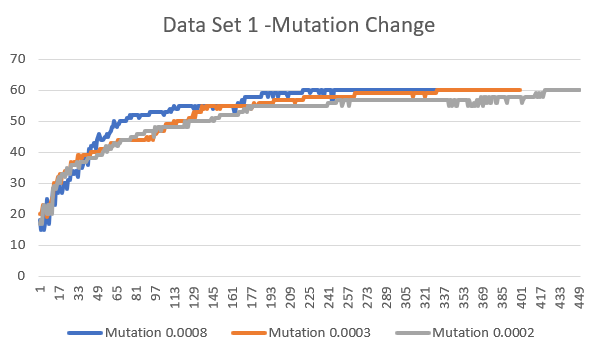 Data Set 1 -Mutation Change
70
60
50
40
30
20
10
0
1 17 33 49 65 81 97 113 129 145 161 177 193 209 225 241 257 273 289 305 321 337 353 369 385 401 417 433 449
Mutation 0.0008 Mutation 0.0003 Mutation 0.0002